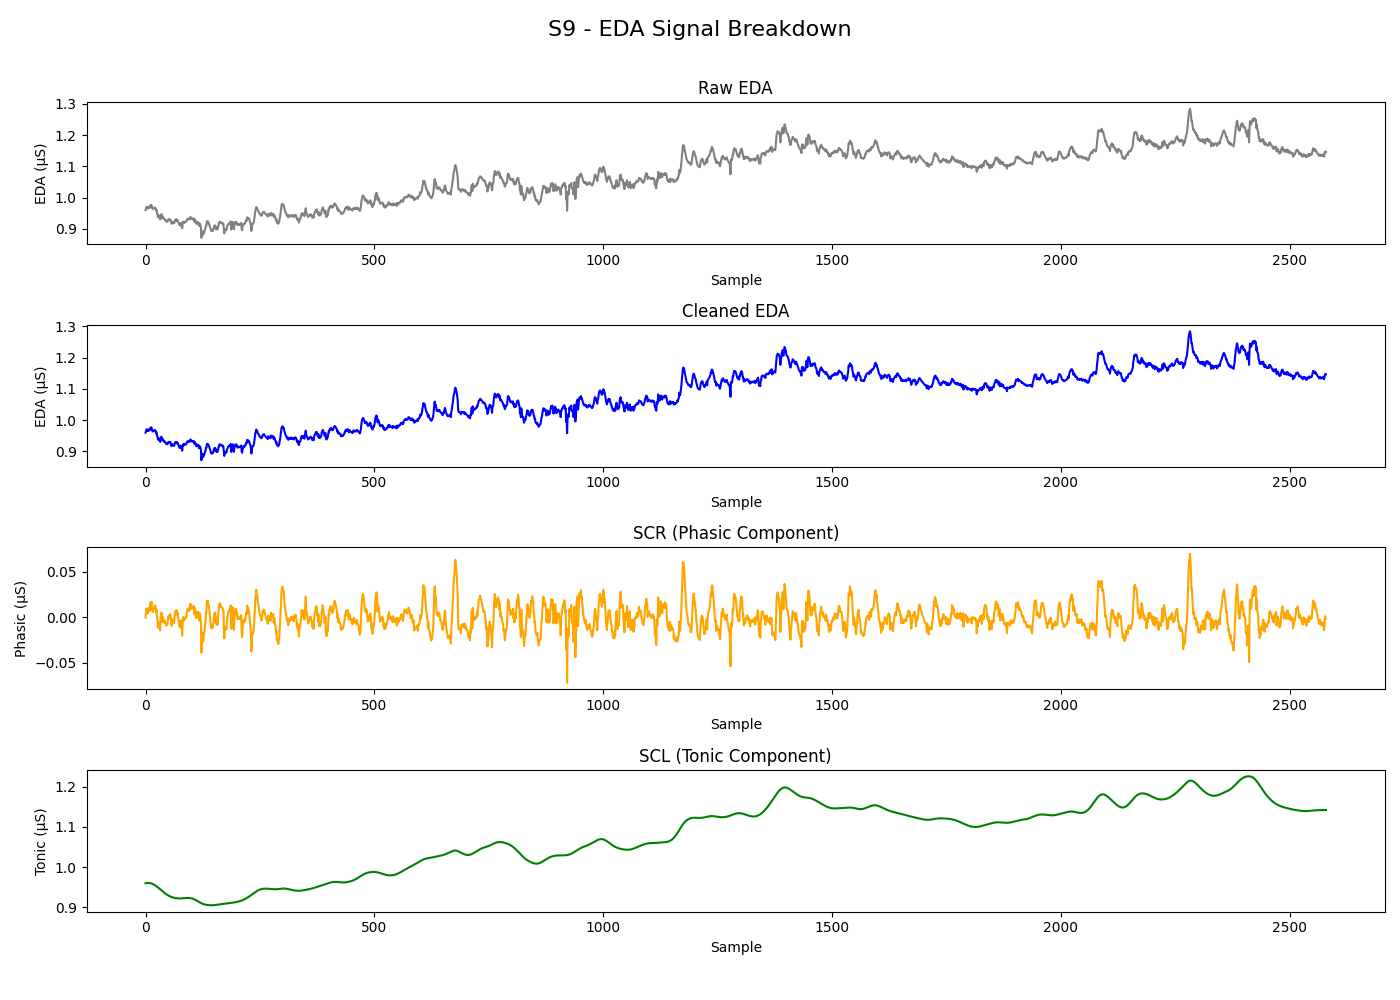 S9 - EDA Signal Breakdown
Raw EDA
1.3
1.2
1.1
1.0
0.9
EDA (μS)
0 500 1000 1500 2000 2500
Sample
Cleaned EDA
1.3
1.2
1.1
1.0
0.9
EDA (μS)
0 500 1000 1500 2000 2500
Sample
SCR (Phasic Component)
0.05
0.00
−0.05
Phasic (μS)
0 500 1000 1500 2000 2500
Sample
SCL (Tonic Component)
1.2
1.1
1.0
0.9
Tonic (μS)
0 500 1000 1500 2000 2500
Sample